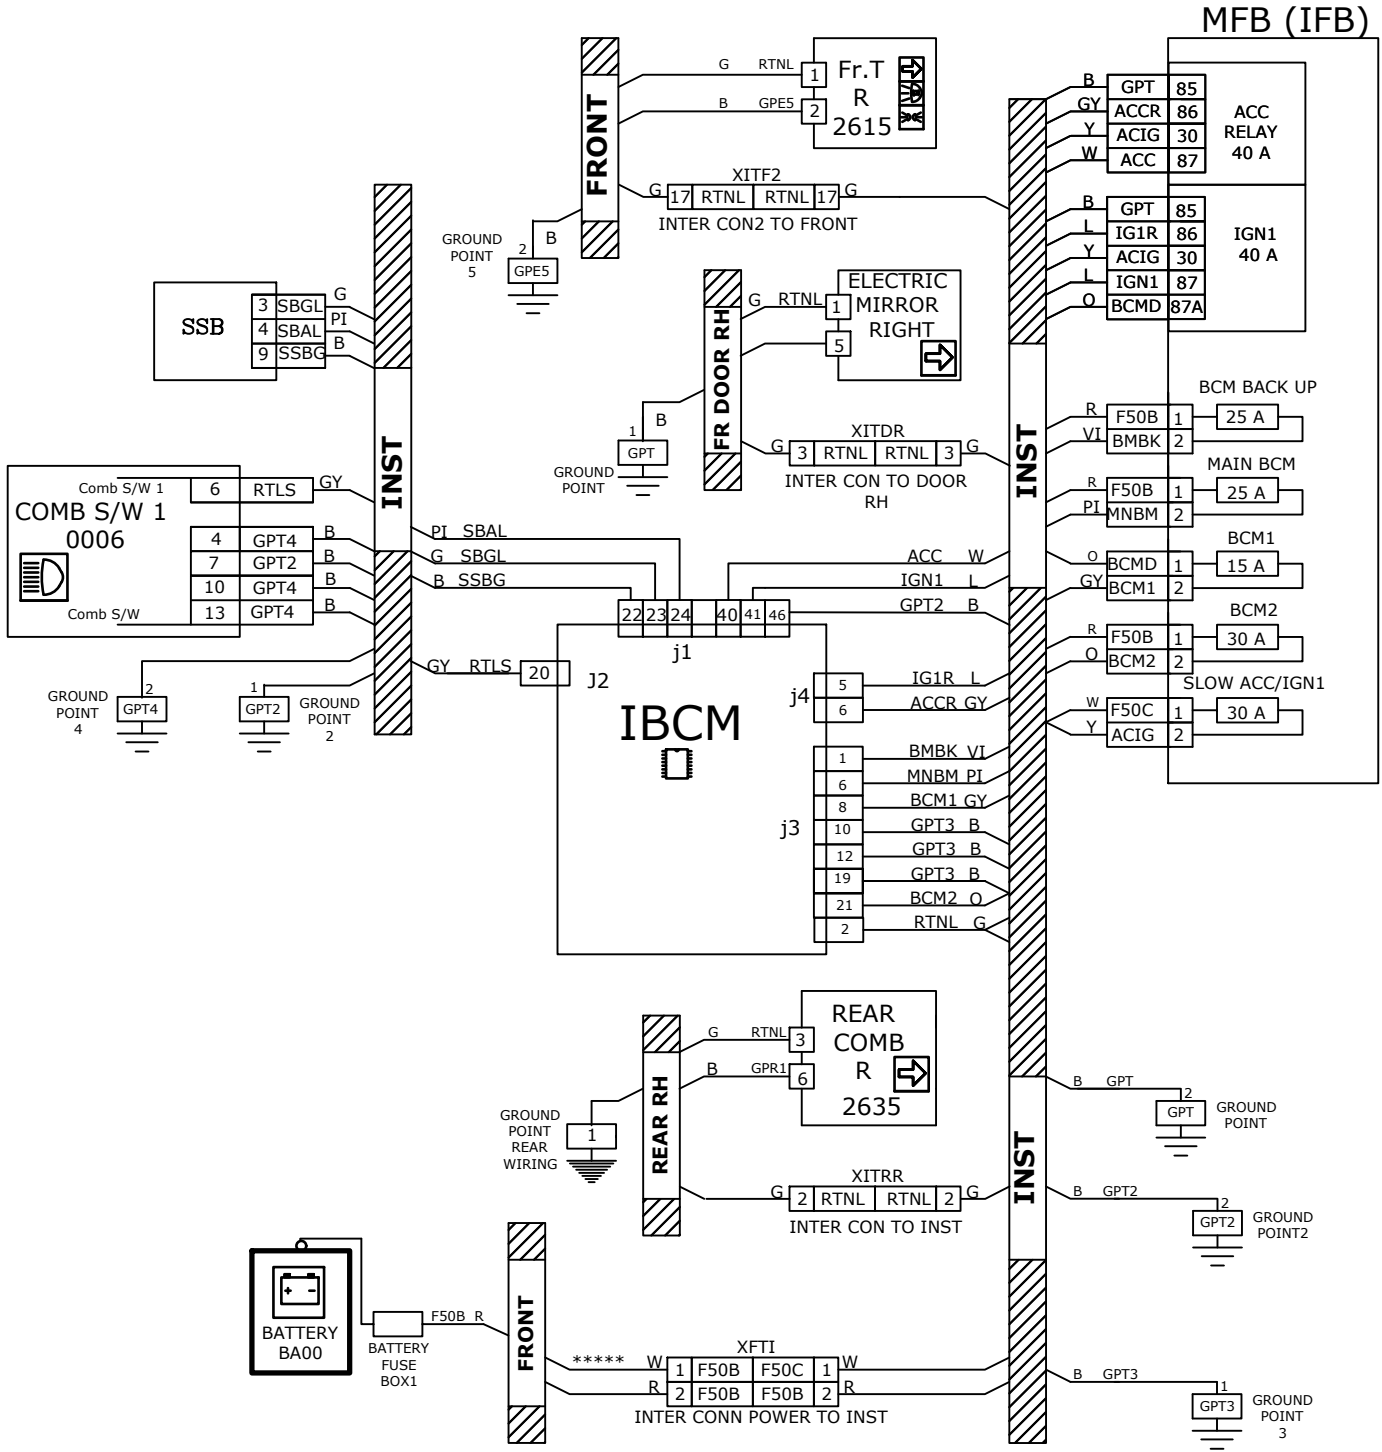 MFB (IFB)
FRONT
G RTNL 1
B GPE5 2
Fr.T
R
2615
XITF2
G 17 RTNL RTNL 17 G
INTER CON2 TO FRONT
GROUND
POINT
5
2
B
GPE5
B GPT 85
GY ACCR 86
Y ACIG 30
W ACC 87
ACC
RELAY
40 A
B GPT 85
L IG1R 86
Y ACIG 30
L IGN1 87
O BCMD 87A
IGN1
40 A
SSB
3 SBGL G
4 SBAL PI
9 SSBG B
INST
FR DOOR RH
G RTNL 1
5
ELECTRIC
MIRROR
RIGHT
1
B
GPT
GROUND
POINT
XITDR
G 3 RTNL RTNL 3 G
INTER CON TO DOOR
RH
INST
BCM BACK UP
R F50B 1 25 A
VI BMBK 2
MAIN BCM
R F50B 1 25 A
PI MNBM 2
BCM1
O BCMD 1 15 A
GY BCM1 2
BCM2
R F50B 1 30 A
O BCM2 2
SLOW ACC/IGN1
W F50C 1 30 A
Y ACIG 2
Comb S/W 1
COMB S/W 1
0006
Comb S/W
6 RTLS GY
4 GPT4 B
7 GPT2 B
10 GPT4 B
13 GPT4 B
GROUND
POINT
4
2
GPT4
1
GPT2
GROUND
POINT
2
PI SBAL
G SBGL
B SSBG
GY RTLS 20 J2
22 23 24 40 41 46
j1
ACC W
IGN1 L
GPT2 B
IBCM
j4
5 IG1R L
6 ACCR GY
j3
1 BMBK VI
6 MNBM PI
8 BCM1 GY
10 GPT3 B
12 GPT3 B
19 GPT3 B
21 BCM2 O
2 RTNL G
REAR RH
G RTNL 3
B GPR1 6
REAR
COMB
R
2635
GROUND
POINT
REAR
WIRING
1
XITRR
G 2 RTNL RTNL 2 G
INTER CON TO INST
INST
B GPT
2
GPT
GROUND
POINT
B GPT2
2
GPT2
GROUND
POINT2
B GPT3
1
GPT3
GROUND
POINT
3
+ -
BATTERY
BA00
BATTERY
FUSE
BOX1
F50B R
FRONT
XFTI
***** W 1 F50B F50C 1 W
R 2 F50B F50B 2 R
INTER CONN POWER TO INST